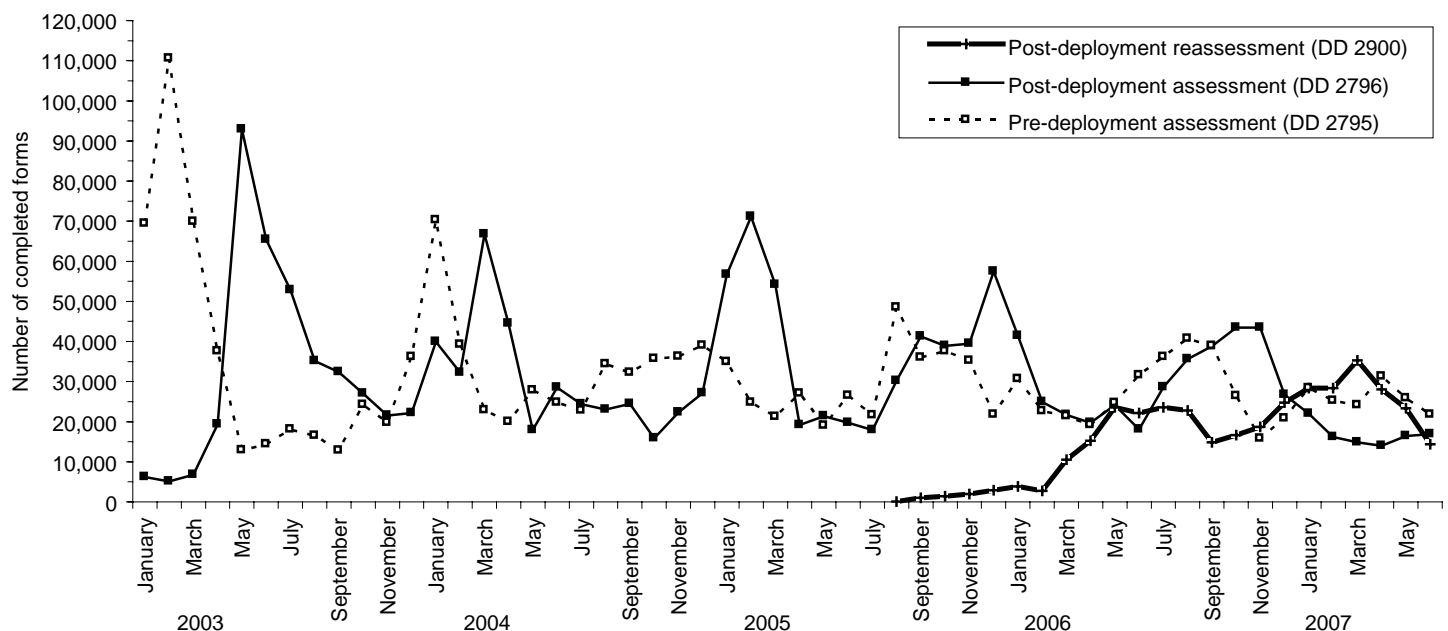 120,000
110,000
100,000
90,000
80,000
70,000
60,000
50,000
40,000
30,000
20,000
10,000
0
Number of completed forms
Post-deployment reassessment (DD 2900)
Post-deployment assessment (DD 2796)
Pre-deployment assessment (DD 2795)
January
March
May
July
September
November
January
March
May
July
September
November
January
March
May
July
September
November
January
March
May
July
September
November
January
March
May
2003
2004
2005
2006
2007